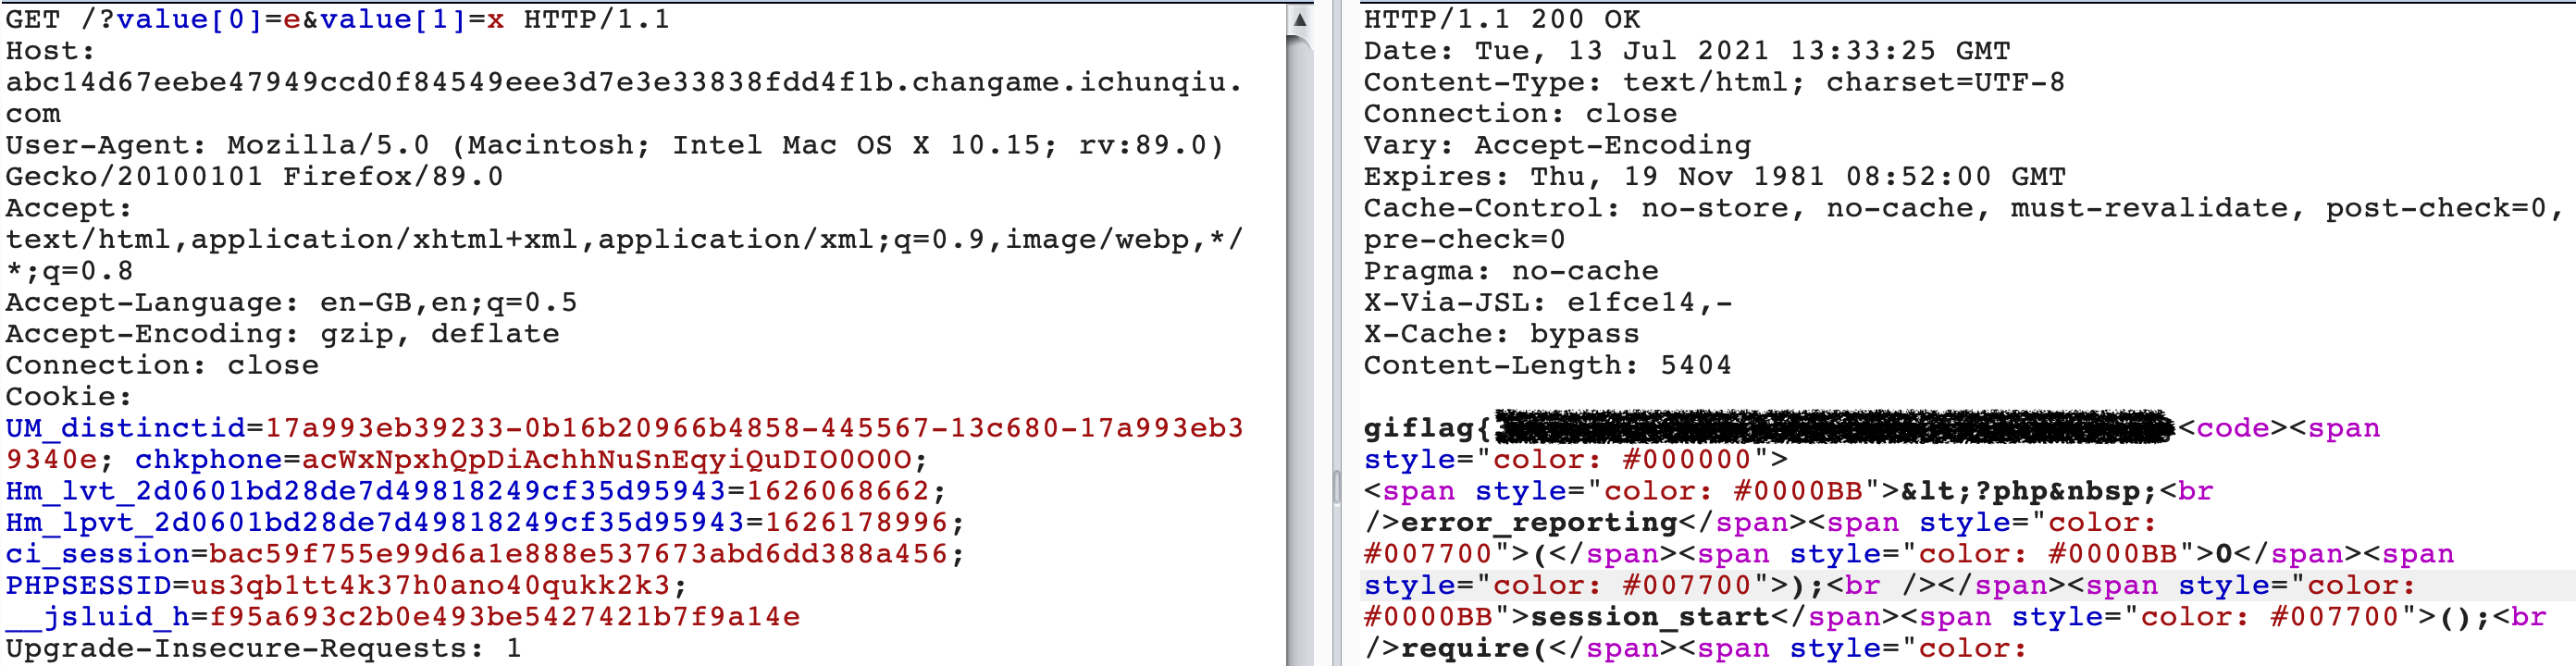 GET /?value[0]=e&value[1]=x HTTP/1.1
Host:
abc14d67eebe47949ccd0f84549eee3d7e3e33838fdd4f1b.changame.ichunqiu.
com
User-Agent: Mozilla/5.0 (Macintosh; Intel Mac OS X 10.15; rv:89.0)
Gecko/20100101 Firefox/89.0
Accept:
text/html,application/xhtml+xml,application/xml;q=0.9,image/webp,*/
*;q=0.8
Accept-Language: en-GB,en;q=0.5
Accept-Encoding: gzip, deflate
Connection: close
Cookie:
UM_distinctid=17a993eb39233-0b16b20966b4858-445567-13c680-17a993eb3
9340e; chkphone=acWxNpxhQpDiAchhNuSnEqyiQuDIO0O0O;
Hm_lvt_2d0601bd28de7d49818249cf35d95943=1626068662;
Hm_lpvt_2d0601bd28de7d49818249cf35d95943=1626178996;
ci_session=bac59f755e99d6a1e888e537673abd6dd388a456;
PHPSESSID=us3qb1tt4k37h0ano40qukk2k3;
__jsluid_h=f95a693c2b0e493be5427421b7f9a14e
Upgrade-Insecure-Requests: 1
HTTP/1.1 200 OK
Date: Tue, 13 Jul 2021 13:33:25 GMT
Content-Type: text/html; charset=UTF-8
Connection: close
Vary: Accept-Encoding
Expires: Thu, 19 Nov 1981 08:52:00 GMT
Cache-Control: no-store, no-cache, must-revalidate, post-check=0,
pre-check=0
Pragma: no-cache
X-Via-JSL: e1fce14,-
X-Cache: bypass
Content-Length: 5404
giflag{<code><span
style="color: #000000">
<span style="color: #0000BB">&lt;?php&nbsp;<br
/>error_reporting</span><span style="color:
#007700">(</span><span style="color: #0000BB">0</span><span
style="color: #007700">);<br /></span><span style="color:
#0000BB">session_start</span><span style="color: #007700">();<br
/>require(</span><span style="color: